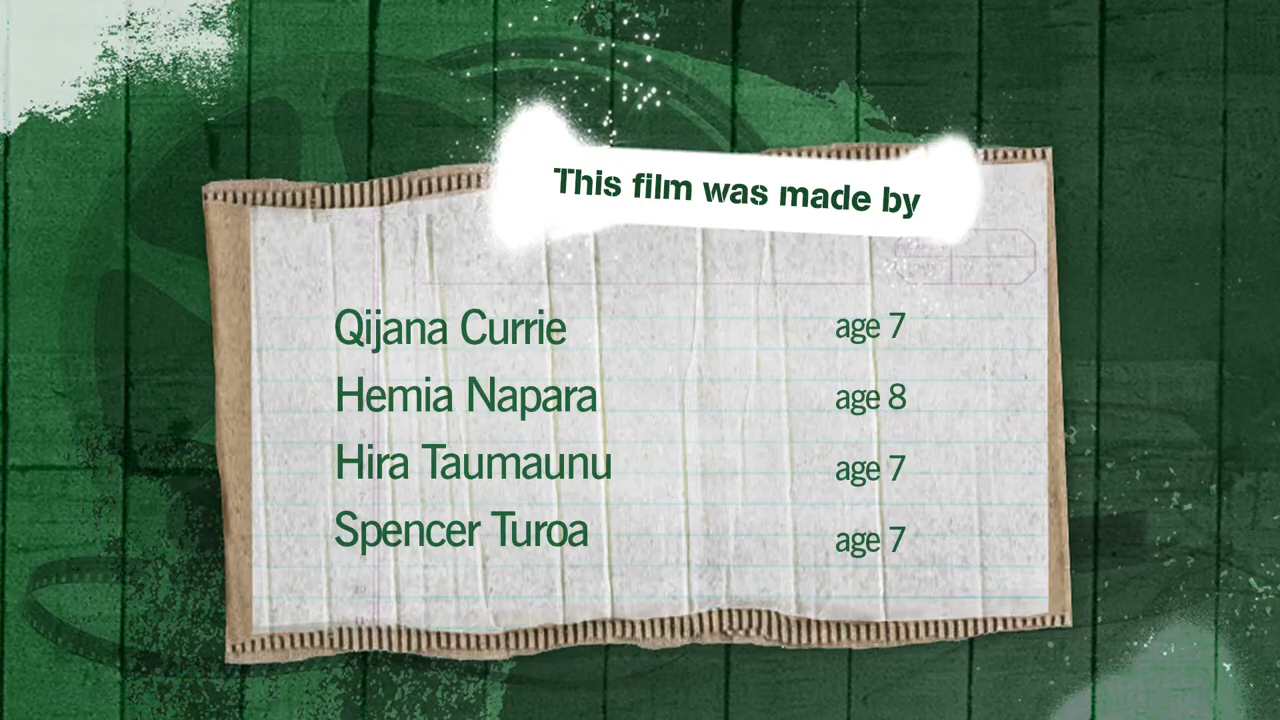 This film was made by
Qijana Currie age 7
Hemia Napara age 8
Hira Taumaunu age 7
Spencer Turoa age 7